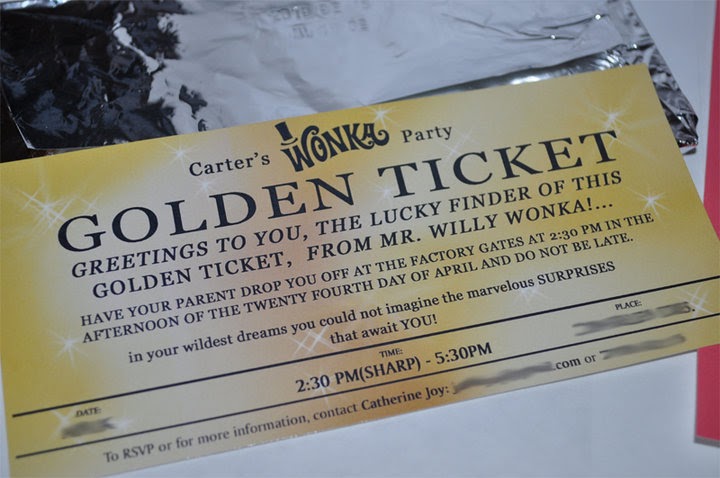 Carter's WONKA Party
GOLDEN TICKET
GREETINGS TO YOU, THE LUCKY FINDER OF THIS
GOLDEN TICKET, FROM MR. WILLY WONKA!...
HAVE YOUR PARENT DROP YOU OFF AT THE FACTORY GATES AT 2:30 PM IN THE
AFTERNOON OF THE TWENTY FOURTH DAY OF APRIL AND DO NOT BE LATE.
in your wildest dreams you could not imagine the marvelous SURPRISES
that await YOU!
DATE:
TIME:
2:30 PM(SHARP) - 5:30PM
PLACE:
To RSVP or for more information, contact Catherine Joy: .com or